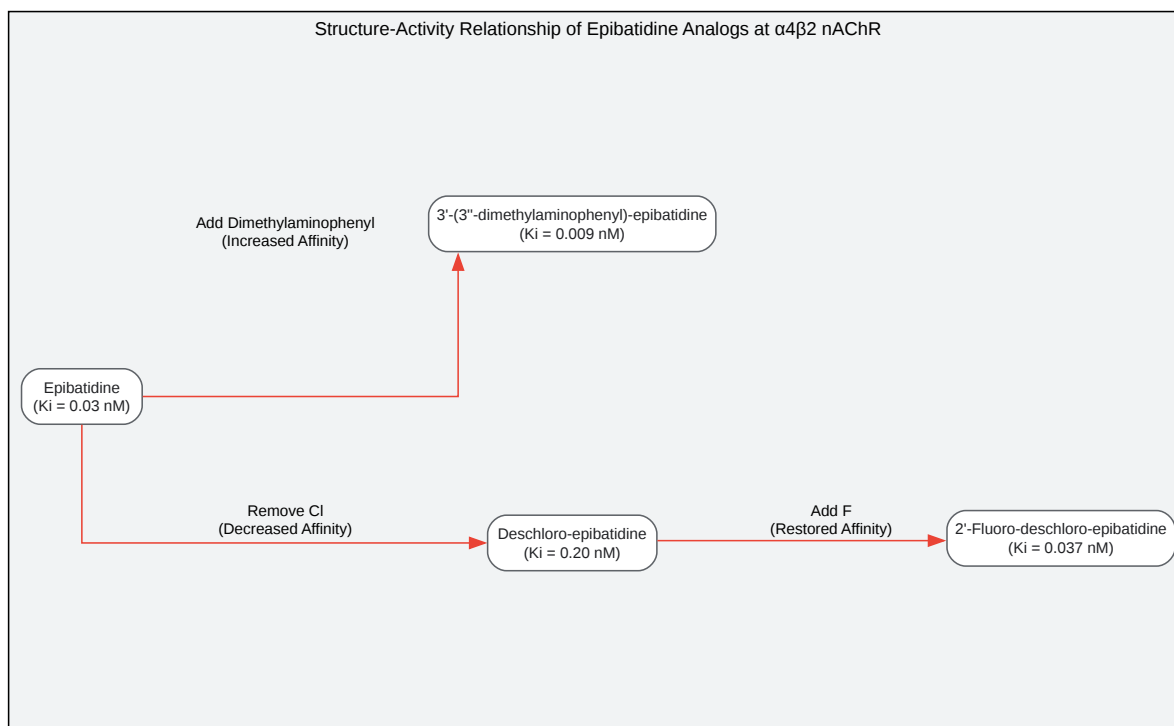 Structure-Activity Relationship of Epibatidine Analogs at α4β2 nAChR
Add Dimethylaminophenyl
(Increased Affinity)
3'-(3"-dimethylaminophenyl)-epibatidine
(Ki = 0.009 nM)
Epibatidine
(Ki = 0.03 nM)
Remove Cl
(Decreased Affinity)
Deschloro-epibatidine
(Ki = 0.20 nM)
Add F
(Restored Affinity)
2'-Fluoro-deschloro-epibatidine
(Ki = 0.037 nM)